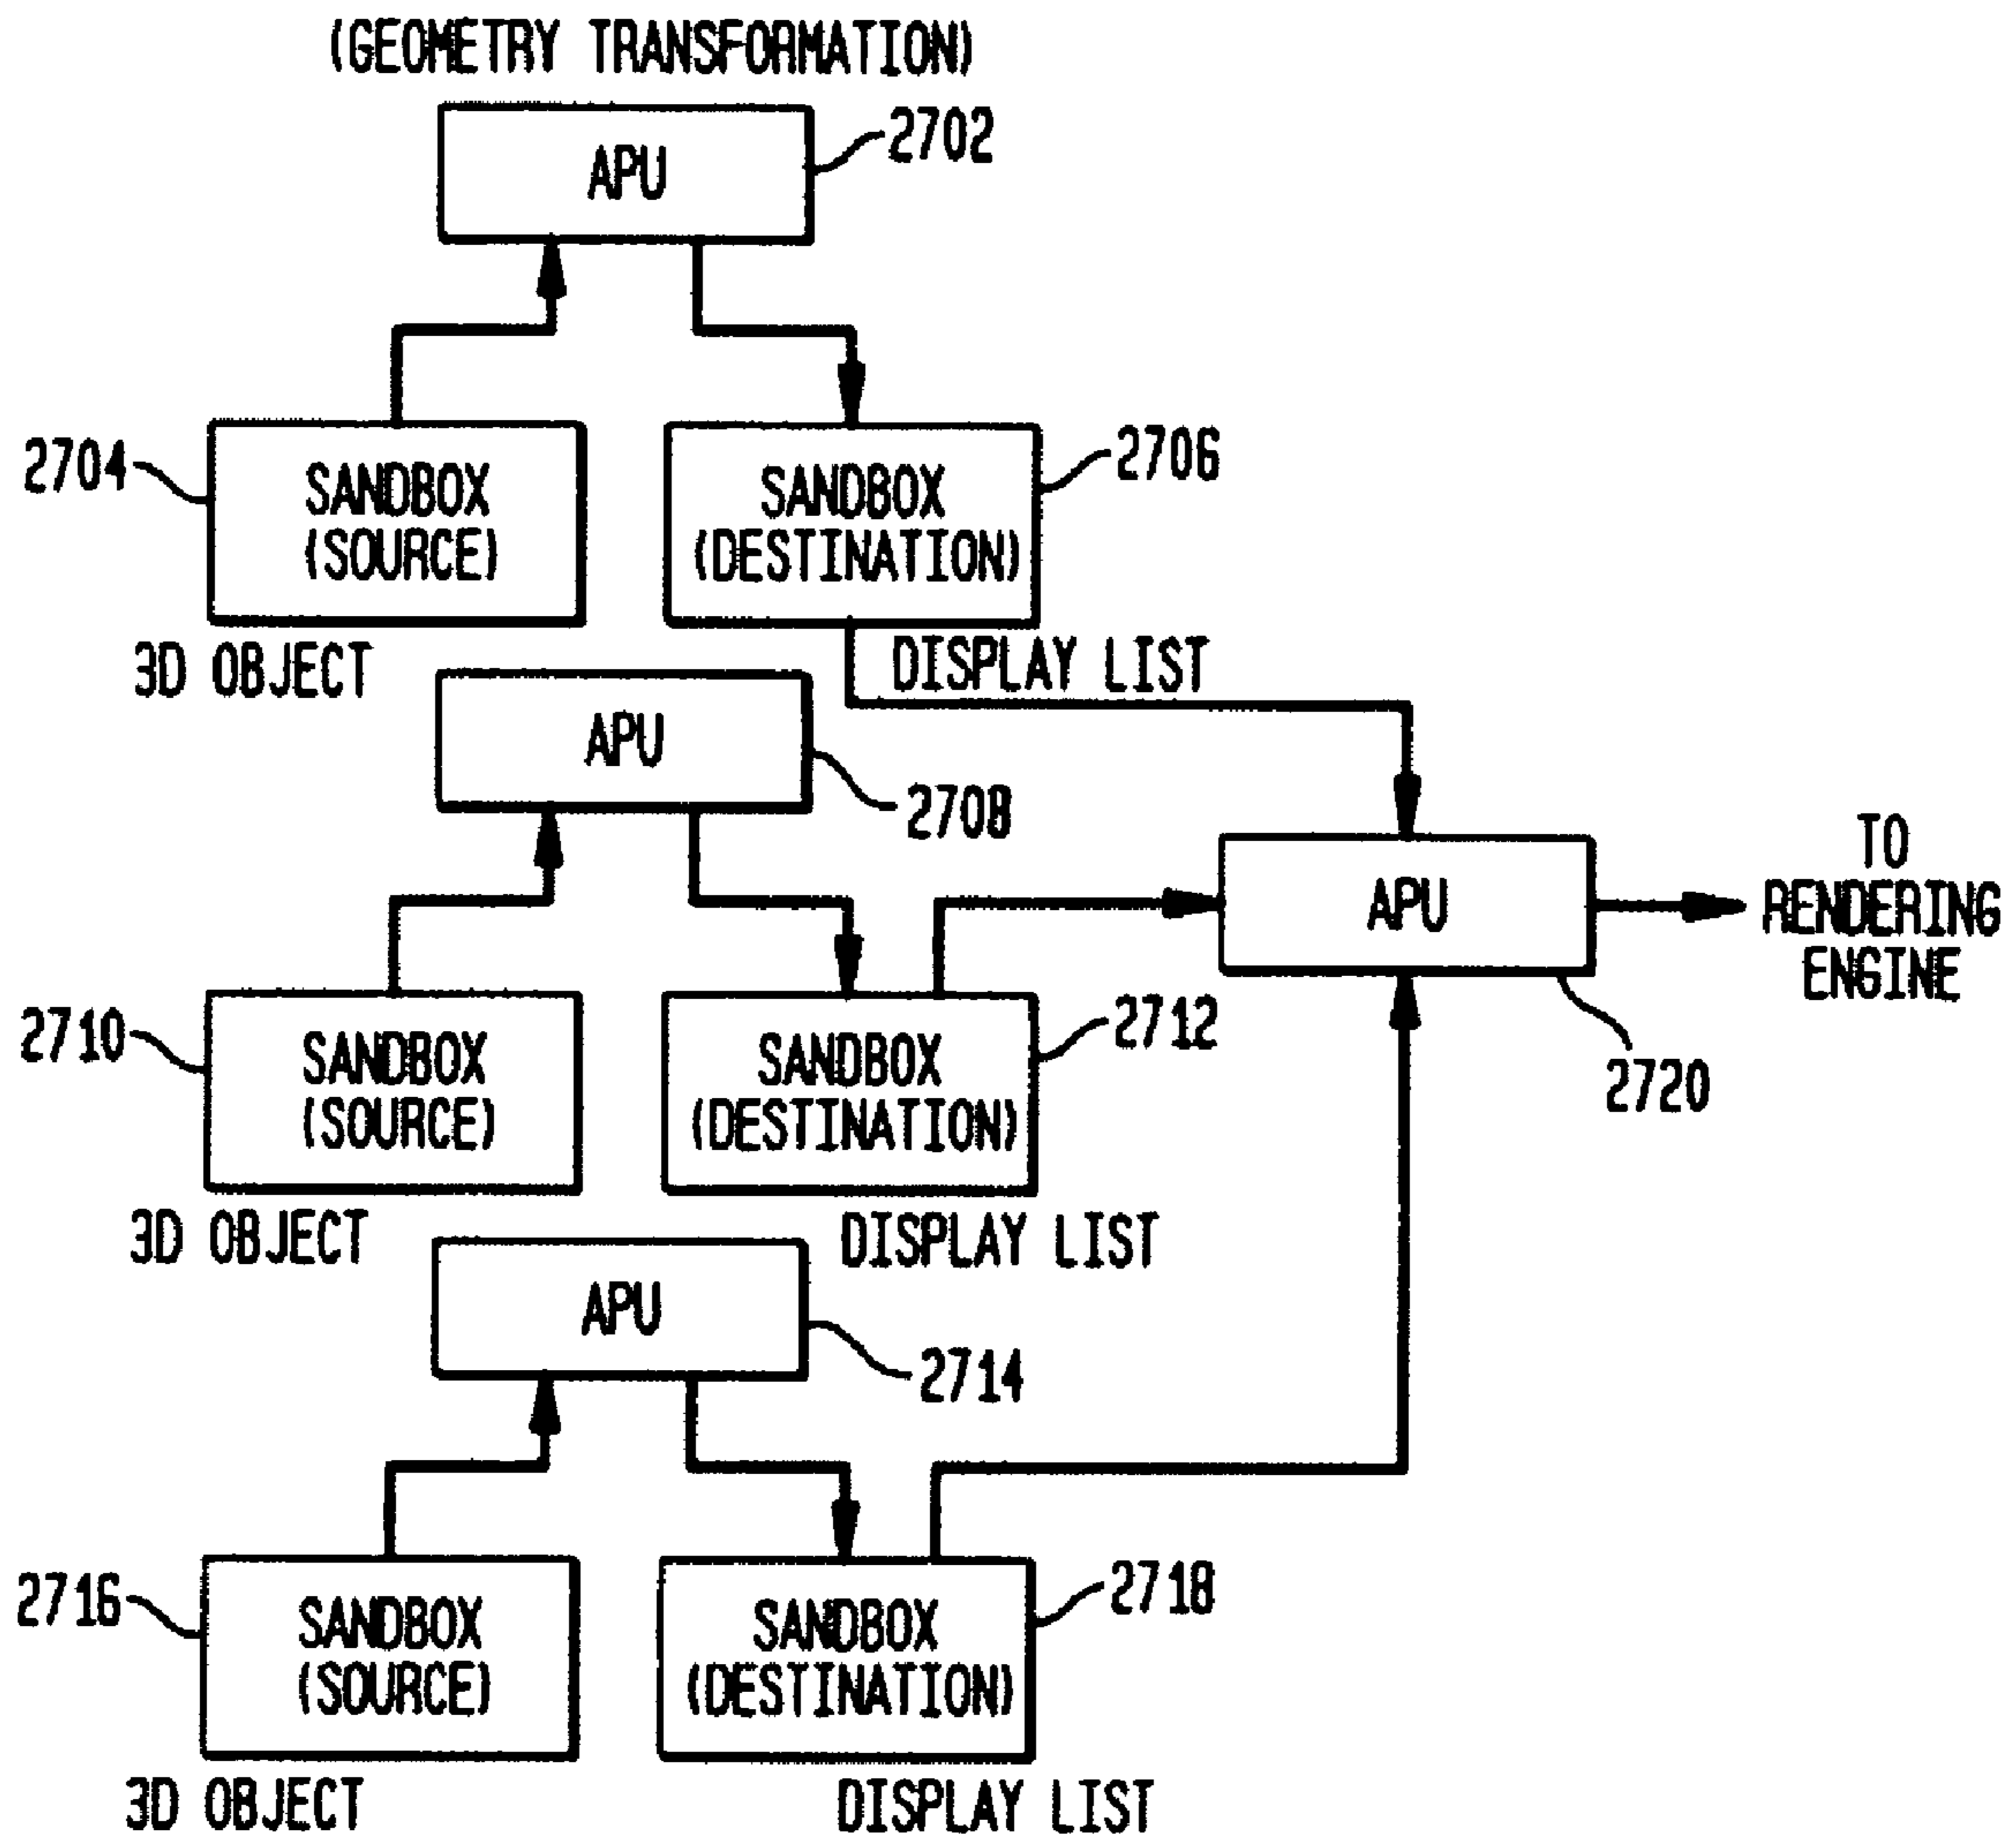 (GEOMETRY TRANSFORMATION)
APU
2702
2704
SANDBOX
(SOURCE)
3D OBJECT
2706
SANDBOX
(DESTINATION)
DISPLAY LIST
APU
2708
2710
SANDBOX
(SOURCE)
3D OBJECT
2712
SANDBOX
(DESTINATION)
DISPLAY LIST
APU
2714
2716
SANDBOX
(SOURCE)
3D OBJECT
2718
SANDBOX
(DESTINATION)
DISPLAY LIST
APU
2720
TO
RENDERING
ENGINE